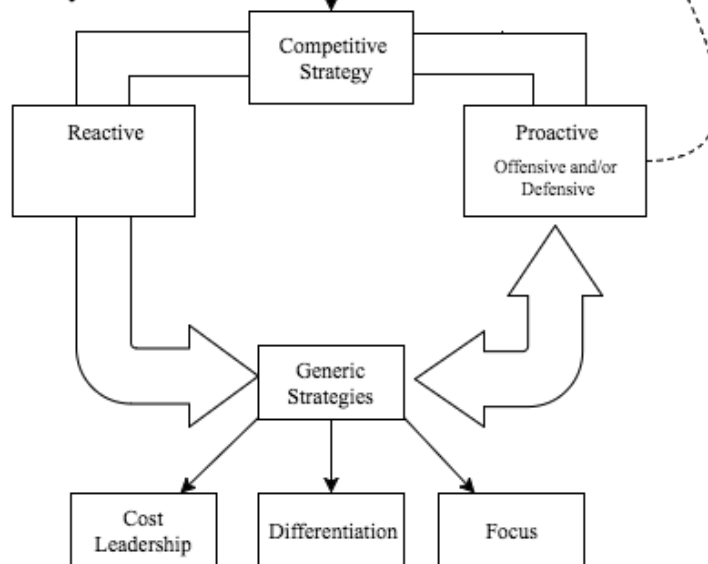 Competitive
Strategy
Reactive
Proactive
Offensive and/or
Defensive
Generic
Strategies
Cost
Leadership
Differentiation
Focus